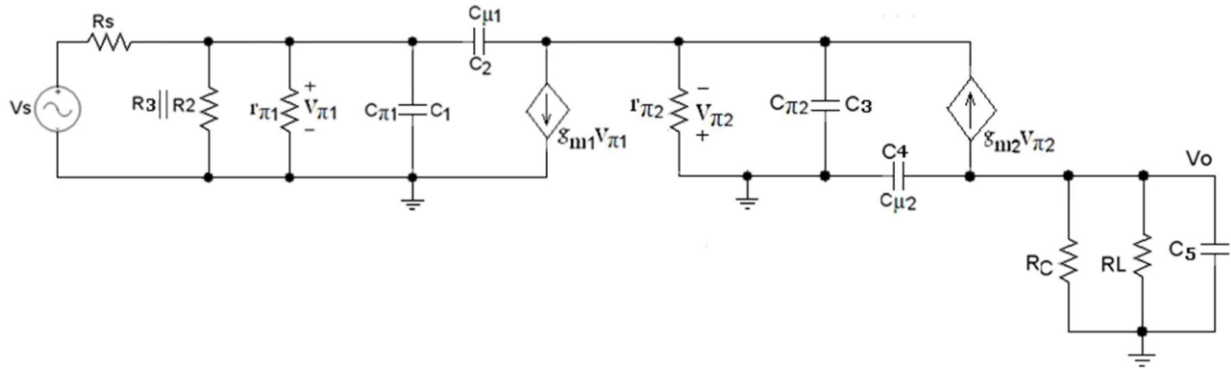 Rs
Vs
R3||R2
rπ1
+
Vπ1
−
Cπ1
C1
Cμ1
C2
gm1Vπ1
rπ2
−
Vπ2
+
Cπ2
C3
C4
Cμ2
gm2Vπ2
Vo
RC
RL
C5